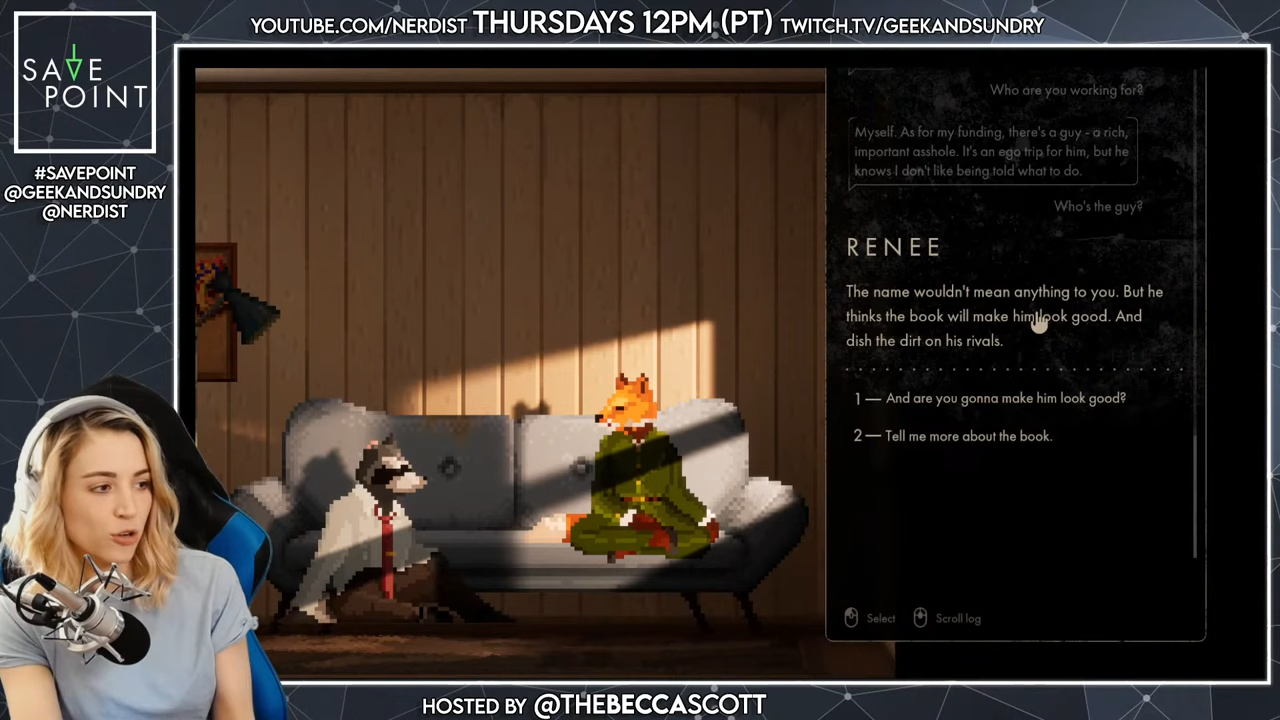 YOUTUBE.COM/NERDIST THURSDAYS 12PM (PT) TWITCH.TV/GEEKANDSUNDRY
SAVE
POINT
#SAVEPOINT
@GEEKANDSUNDRY
@NERDIST
Who are you working for?
Myself. As for my funding, there's a guy - a rich,
important asshole. It's an ego trip for him, but he
knows I don't like being told what to do.
Who's the guy?
RENEE
The name wouldn't mean anything to you. But he
thinks the book will make him look good. And
dish the dirt on his rivals.
1 — And are you gonna make him look good?
2 — Tell me more about the book.
Select
Scroll log
HOSTED BY @THEBECCASCOTT